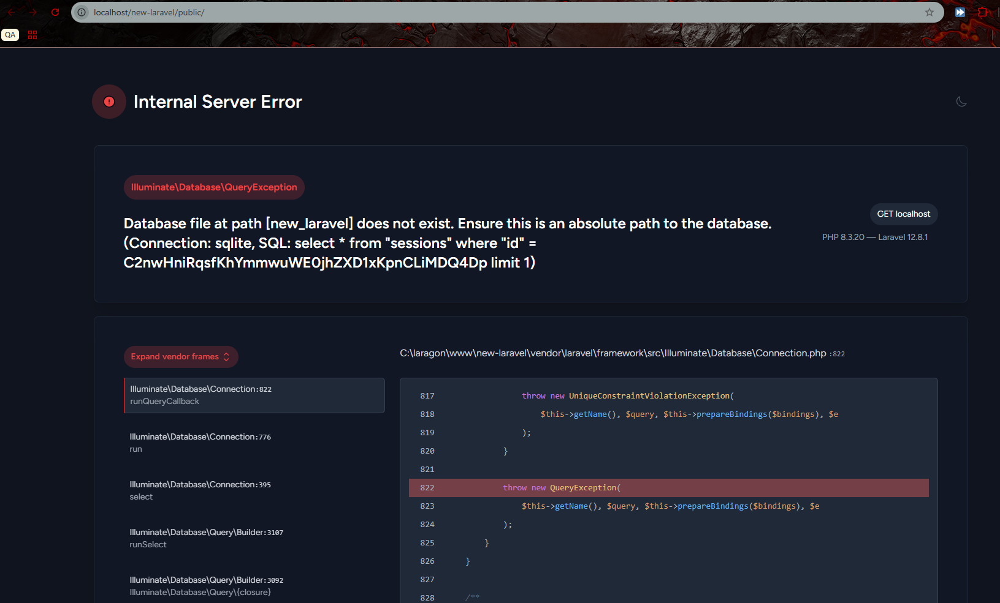 localhost/new-laravel/public/
QA
Internal Server Error
Illuminate\Database\QueryException
Database file at path [new_laravel] does not exist. Ensure this is an absolute path to the database.
(Connection: sqlite, SQL: select * from "sessions" where "id" =
C2nwHniRqsfKhYmmwuWE0jhZXD1xKpnCLiMDQ4Dp limit 1)
GET localhost
PHP 8.3.20 — Laravel 12.8.1
Expand vendor frames
Illuminate\Database\Connection:822
runQueryCallback
Illuminate\Database\Connection:776
run
Illuminate\Database\Connection:395
select
Illuminate\Database\Query\Builder:3107
runSelect
Illuminate\Database\Query\Builder:3092
Illuminate\Database\Query\{closure}
C:\laragon\www\new-laravel\vendor\laravel\framework\src\Illuminate\Database\Connection.php :822
817 throw new UniqueConstraintViolationException(
818 $this->getName(), $query, $this->prepareBindings($bindings), $e
819 );
820 }
821
822 throw new QueryException(
823 $this->getName(), $query, $this->prepareBindings($bindings), $e
824 );
825 }
826 }
827
828 /**